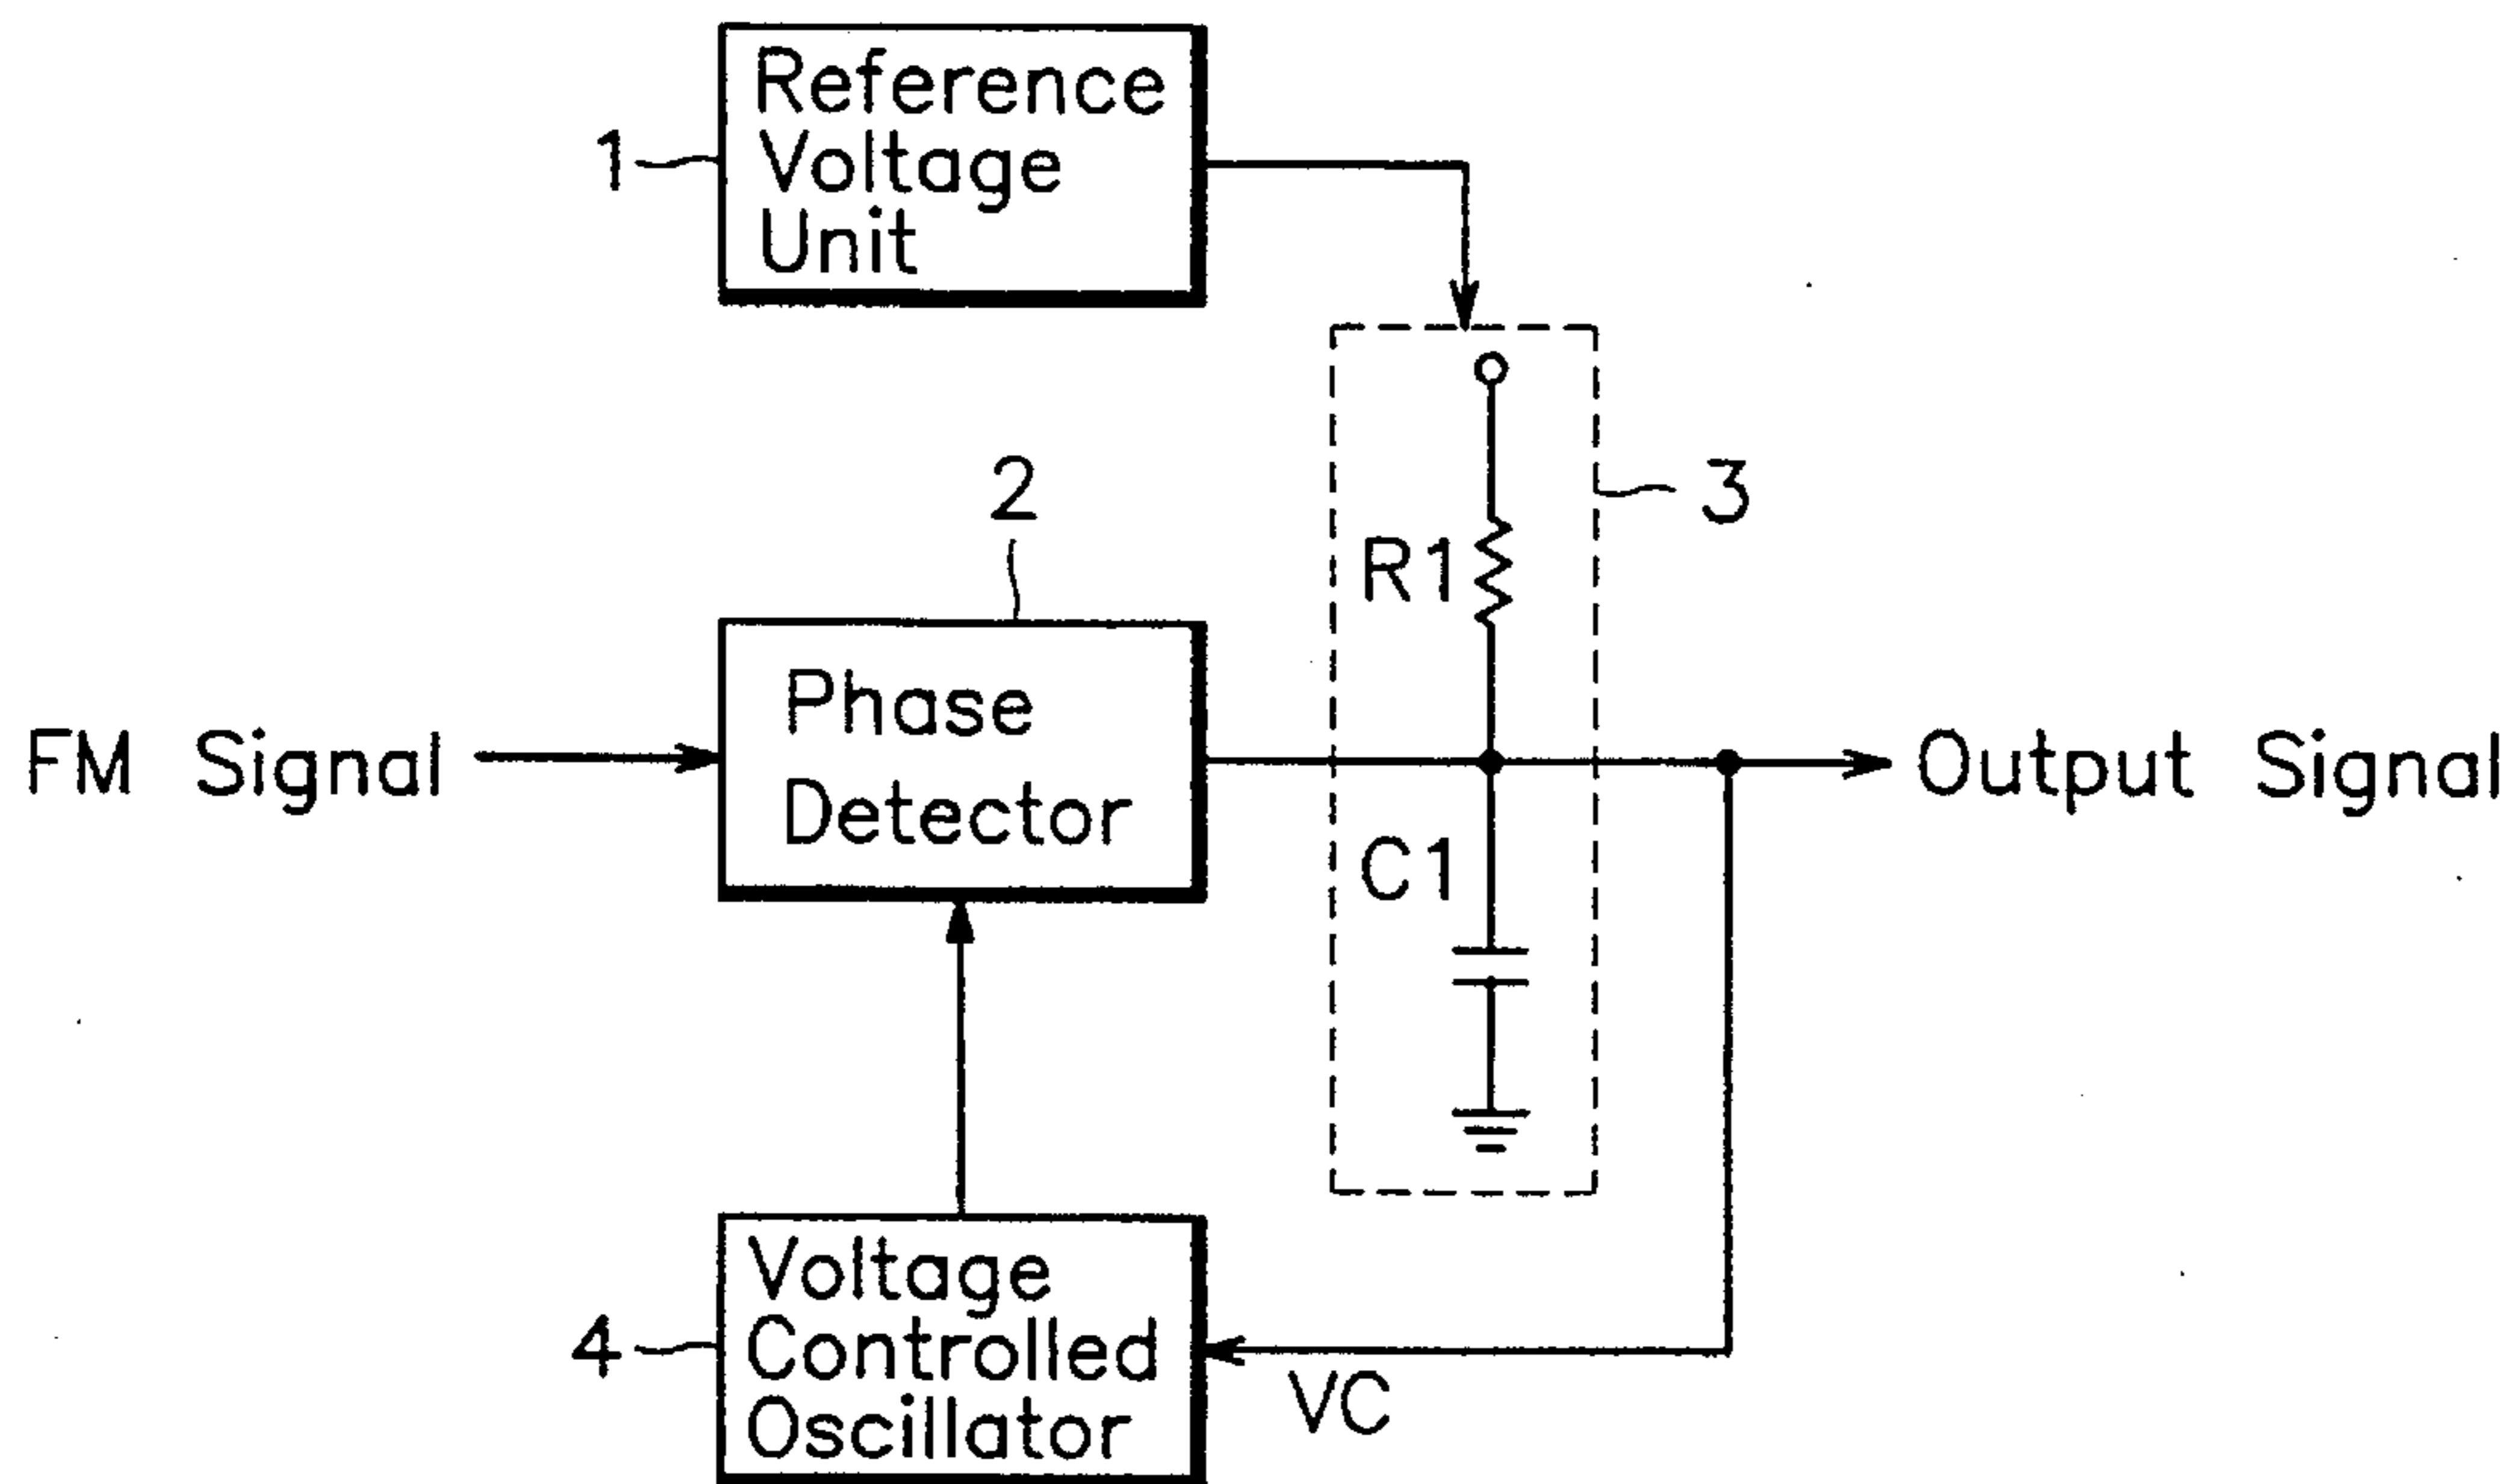 Reference
Voltage
Unit
1
2
3
R1
Phase
Detector
FM Signal
Output Signal
C1
Voltage
Controlled
Oscillator
4
VC